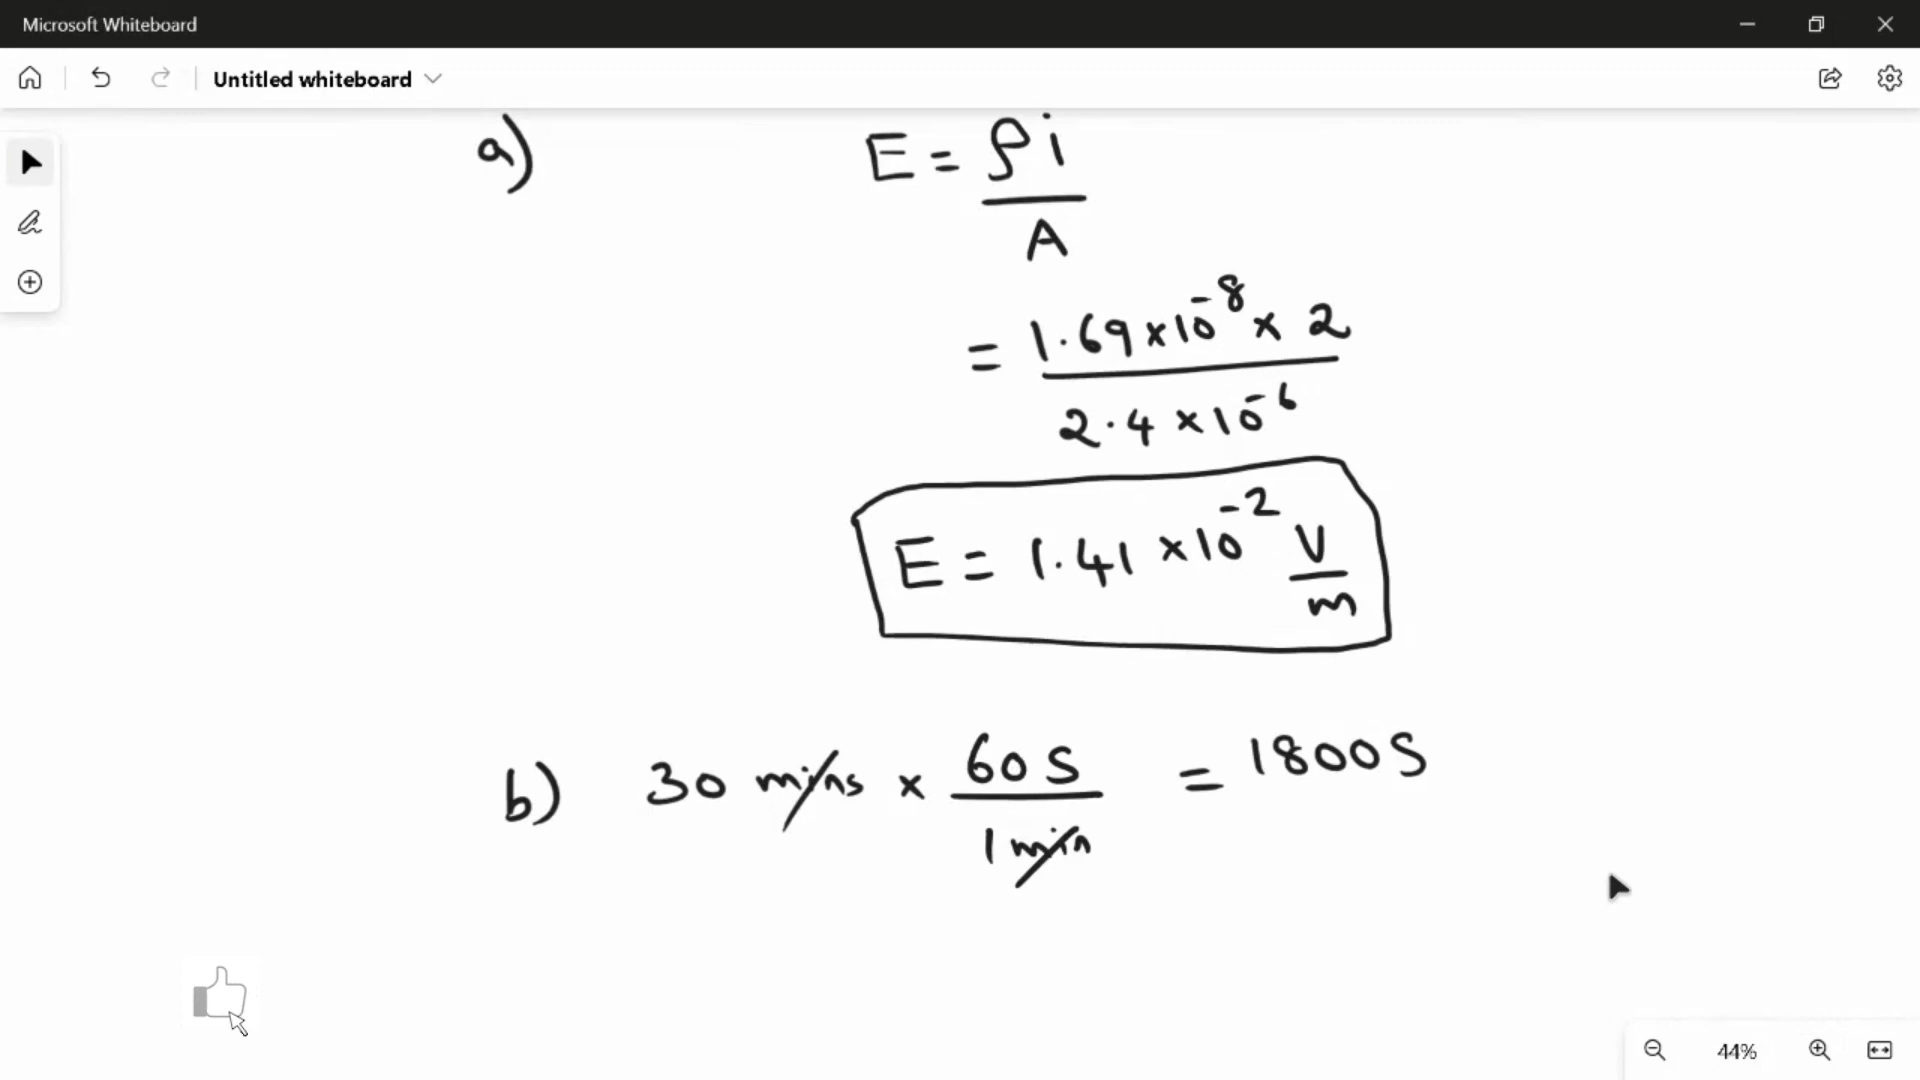 Microsoft Whiteboard
Untitled whiteboard
a) E = ρi / A
= 1.69 × 10⁻⁸ × 2 / 2.4 × 10⁻⁶
E = 1.41 × 10⁻² V/m
b) 30 mins × 60 S / 1 min = 1800 S
44%